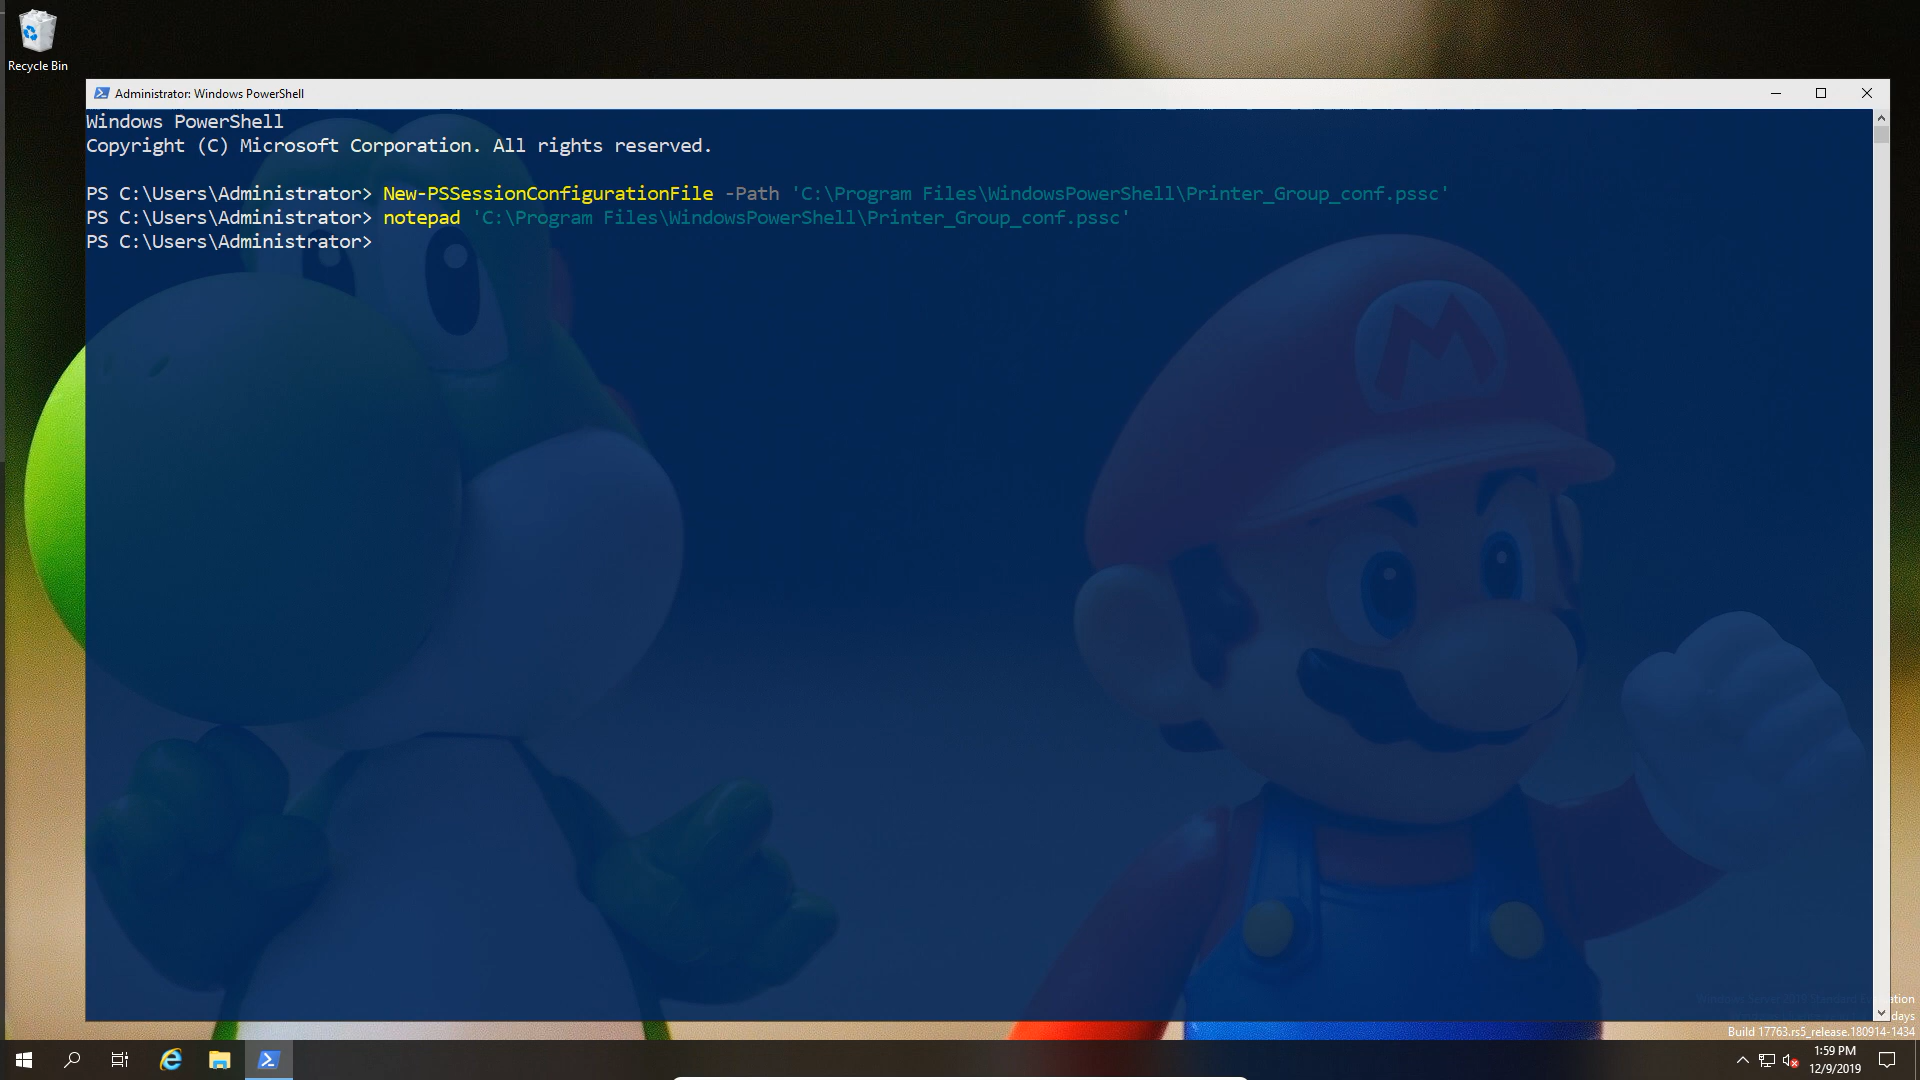 Recycle Bin
Administrator: Windows PowerShell
Windows PowerShell
Copyright (C) Microsoft Corporation. All rights reserved.
PS C:\Users\Administrator> New-PSSessionConfigurationFile -Path 'C:\Program Files\WindowsPowerShell\Printer_Group_conf.pssc'
PS C:\Users\Administrator> notepad 'C:\Program Files\WindowsPowerShell\Printer_Group_conf.pssc'
PS C:\Users\Administrator>
M
days
Build 17763.rs5_release.180914-1434
1:59 PM
12/9/2019